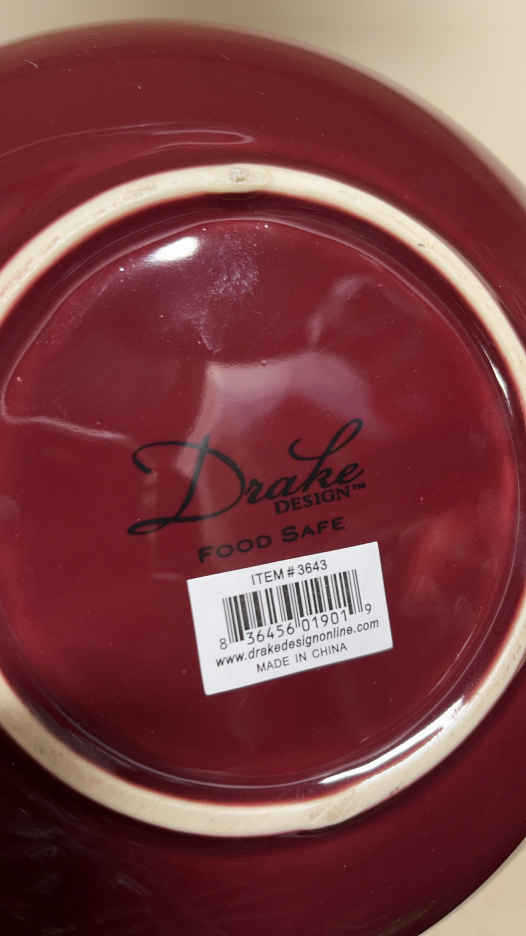 Drake
DESIGN™
FOOD SAFE
ITEM#3643
8 36456 01901 9
www.drakedesignonline.com
MADE IN CHINA